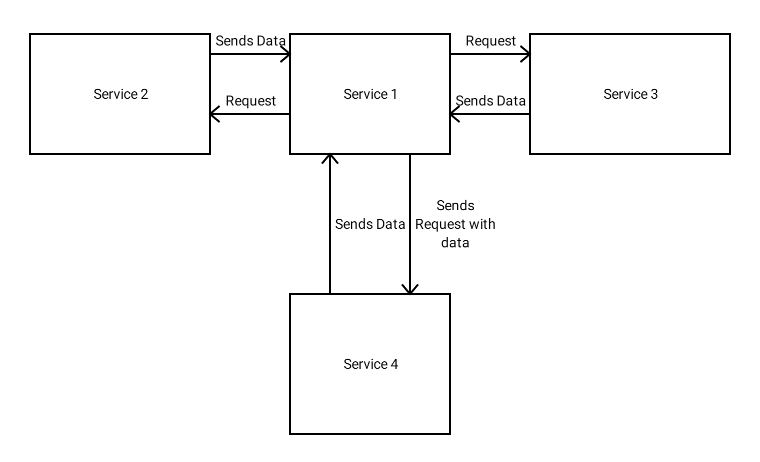 Sends Data
Request
Service 2
Service 1
Service 3
Request
Sends Data
Sends Data
Sends
Request with
data
Service 4